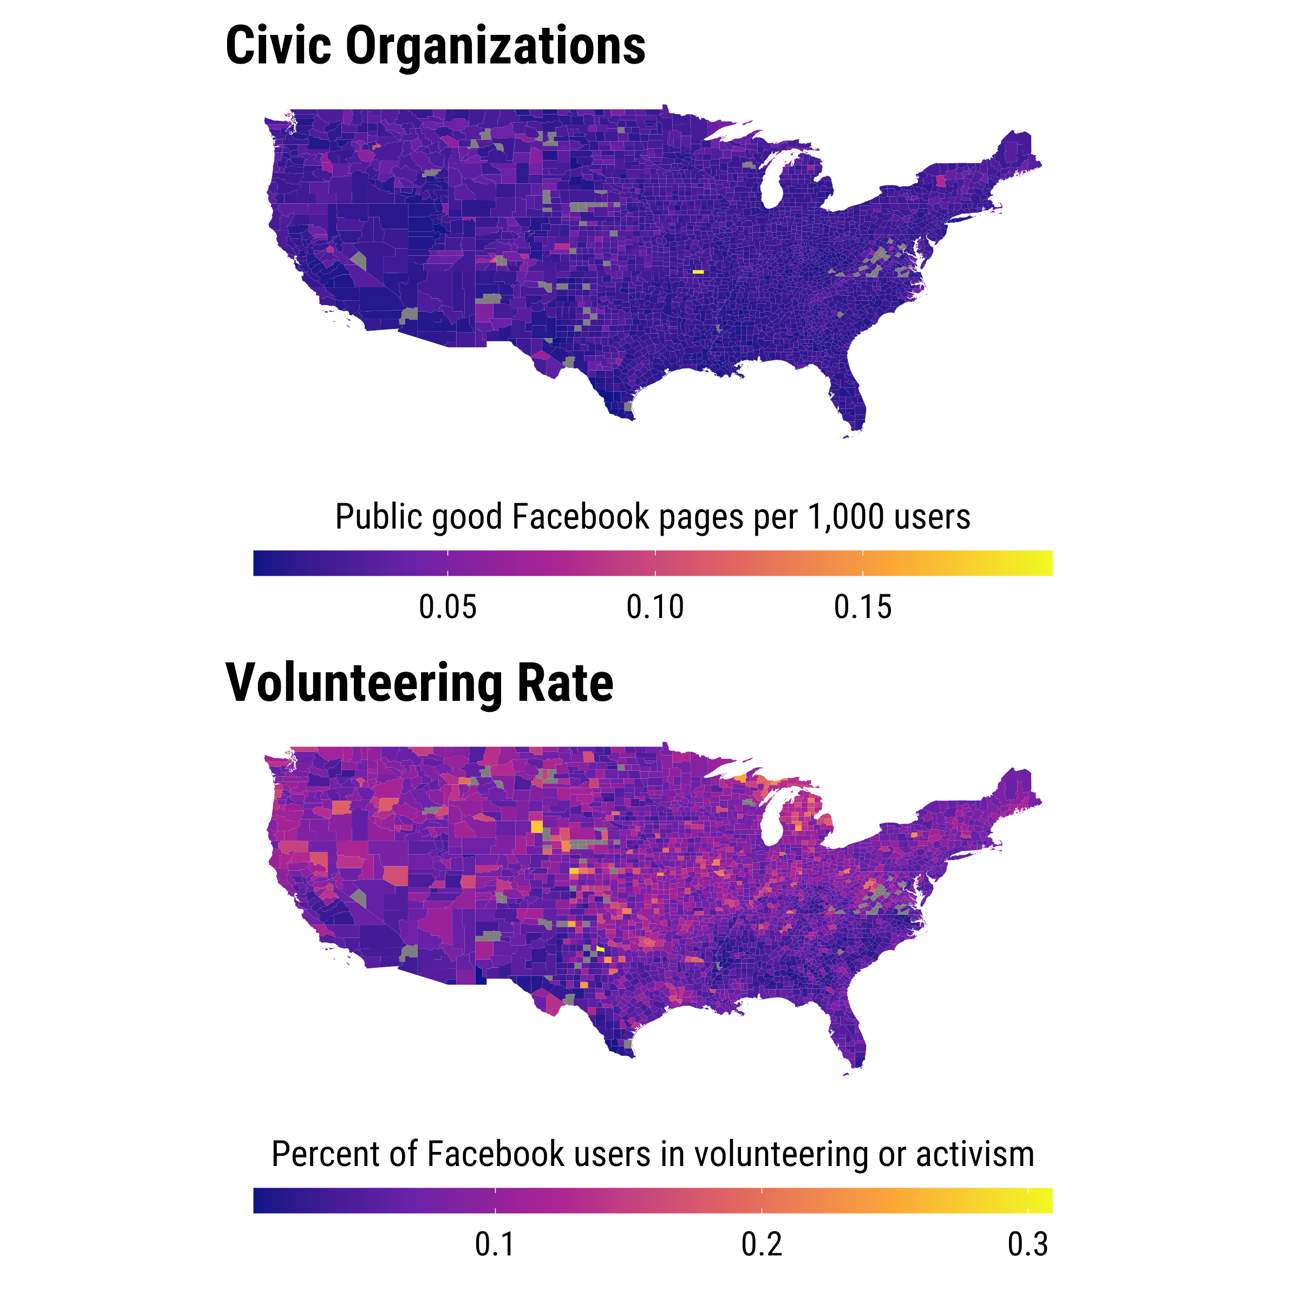 Civic Organizations
Public good Facebook pages per 1,000 users
0.05 0.10 0.15
Volunteering Rate
Percent of Facebook users in volunteering or activism
0.1 0.2 0.3